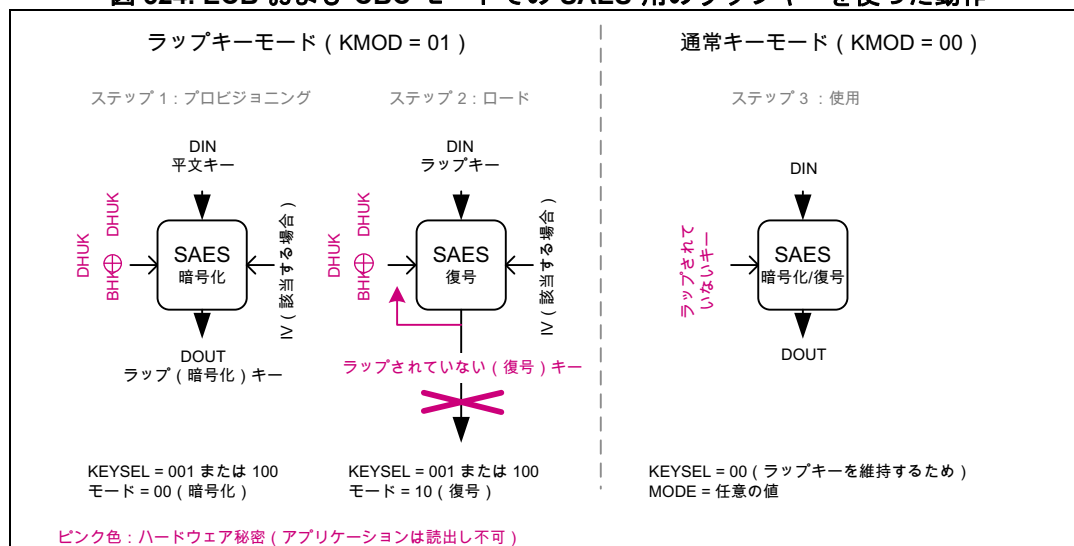 ラップキーモード ( KMOD = 01 )
通常キーモード ( KMOD = 00 )
ステップ 1 : プロビジョニング
ステップ 2 : ロード
ステップ 3 : 使用
DIN
平文キー
DHUK
DHUK
BHK
SAES
暗号化
IV ( 該当する場合 )
DOUT
ラップ ( 暗号化 ) キー
DIN
ラップキー
DHUK
DHUK
BHK
SAES
復号
IV ( 該当する場合 )
ラップされていない ( 復号 ) キー
DIN
ラップされて
いないキー
SAES
暗号化/復号
DOUT
KEYSEL = 001 または 100
モード = 00 ( 暗号化 )
KEYSEL = 001 または 100
モード = 10 ( 復号 )
KEYSEL = 00 ( ラップキーを維持するため )
MODE = 任意の値
ピンク色 : ハードウェア秘密 ( アプリケーションは読出し不可 )